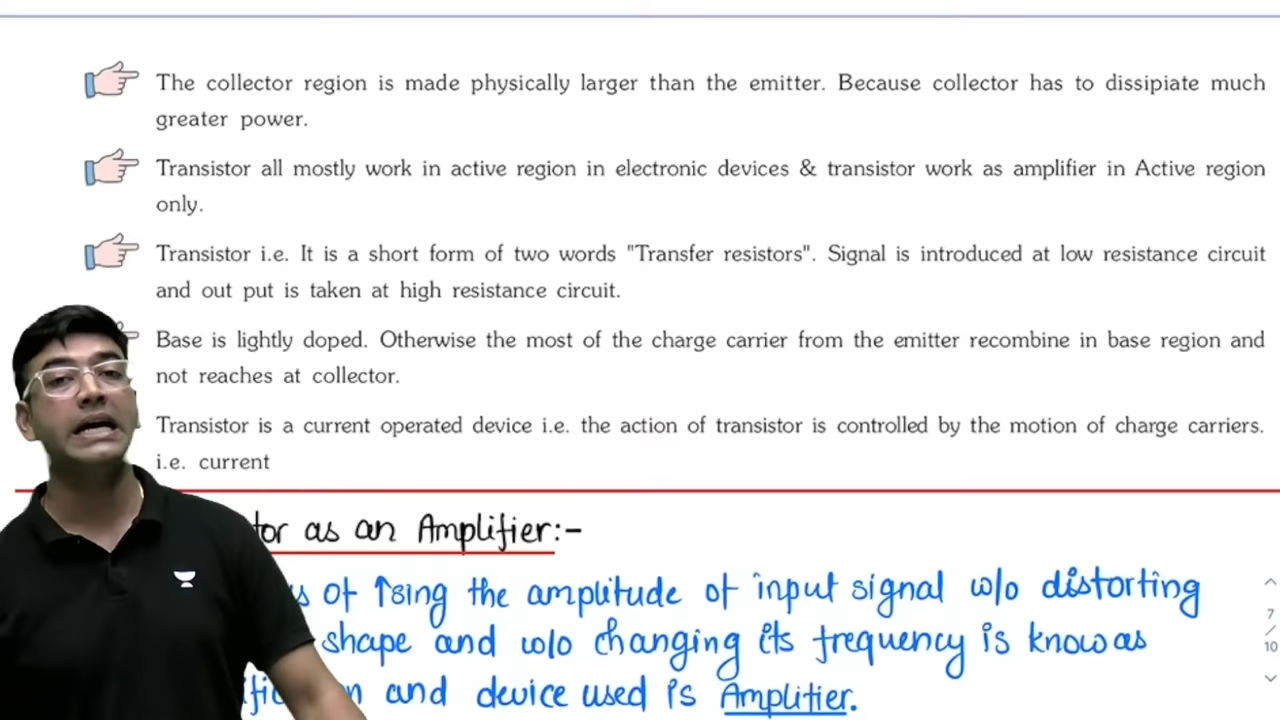 The collector region is made physically larger than the emitter. Because collector has to dissipiate much
greater power.
Transistor all mostly work in active region in electronic devices & transistor work as amplifier in Active region
only.
Transistor i.e. It is a short form of two words "Transfer resistors". Signal is introduced at low resistance circuit
and out put is taken at high resistance circuit.
Base is lightly doped. Otherwise the most of the charge carrier from the emitter recombine in base region and
not reaches at collector.
Transistor is a current operated device i.e. the action of transistor is controlled by the motion of charge carriers.
i.e. current
as an Amplifier:-
of ↑sing the amplitude of input signal w/o distorting
shape and w/o changing its frequency is know as
and device used is Amplifier.
7
/
10